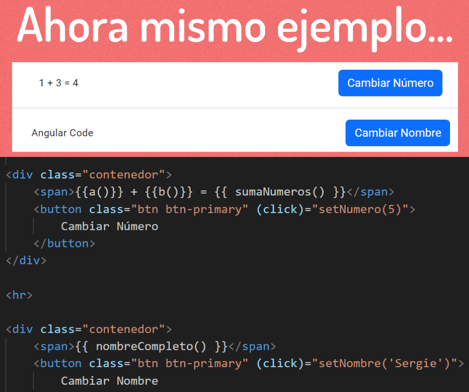 Ahora mismo ejemplo...
1 + 3 = 4
Cambiar Número
Angular Code
Cambiar Nombre
<div class="contenedor">
<span>{{a()}} + {{b()}} = {{ sumaNumeros() }}</span>
<button class="btn btn-primary" (click)="setNumero(5)">
Cambiar Número
</button>
</div>
<hr>
<div class="contenedor">
<span>{{ nombreCompleto() }}</span>
<button class="btn btn-primary" (click)="setNombre('Sergie')">
Cambiar Nombre